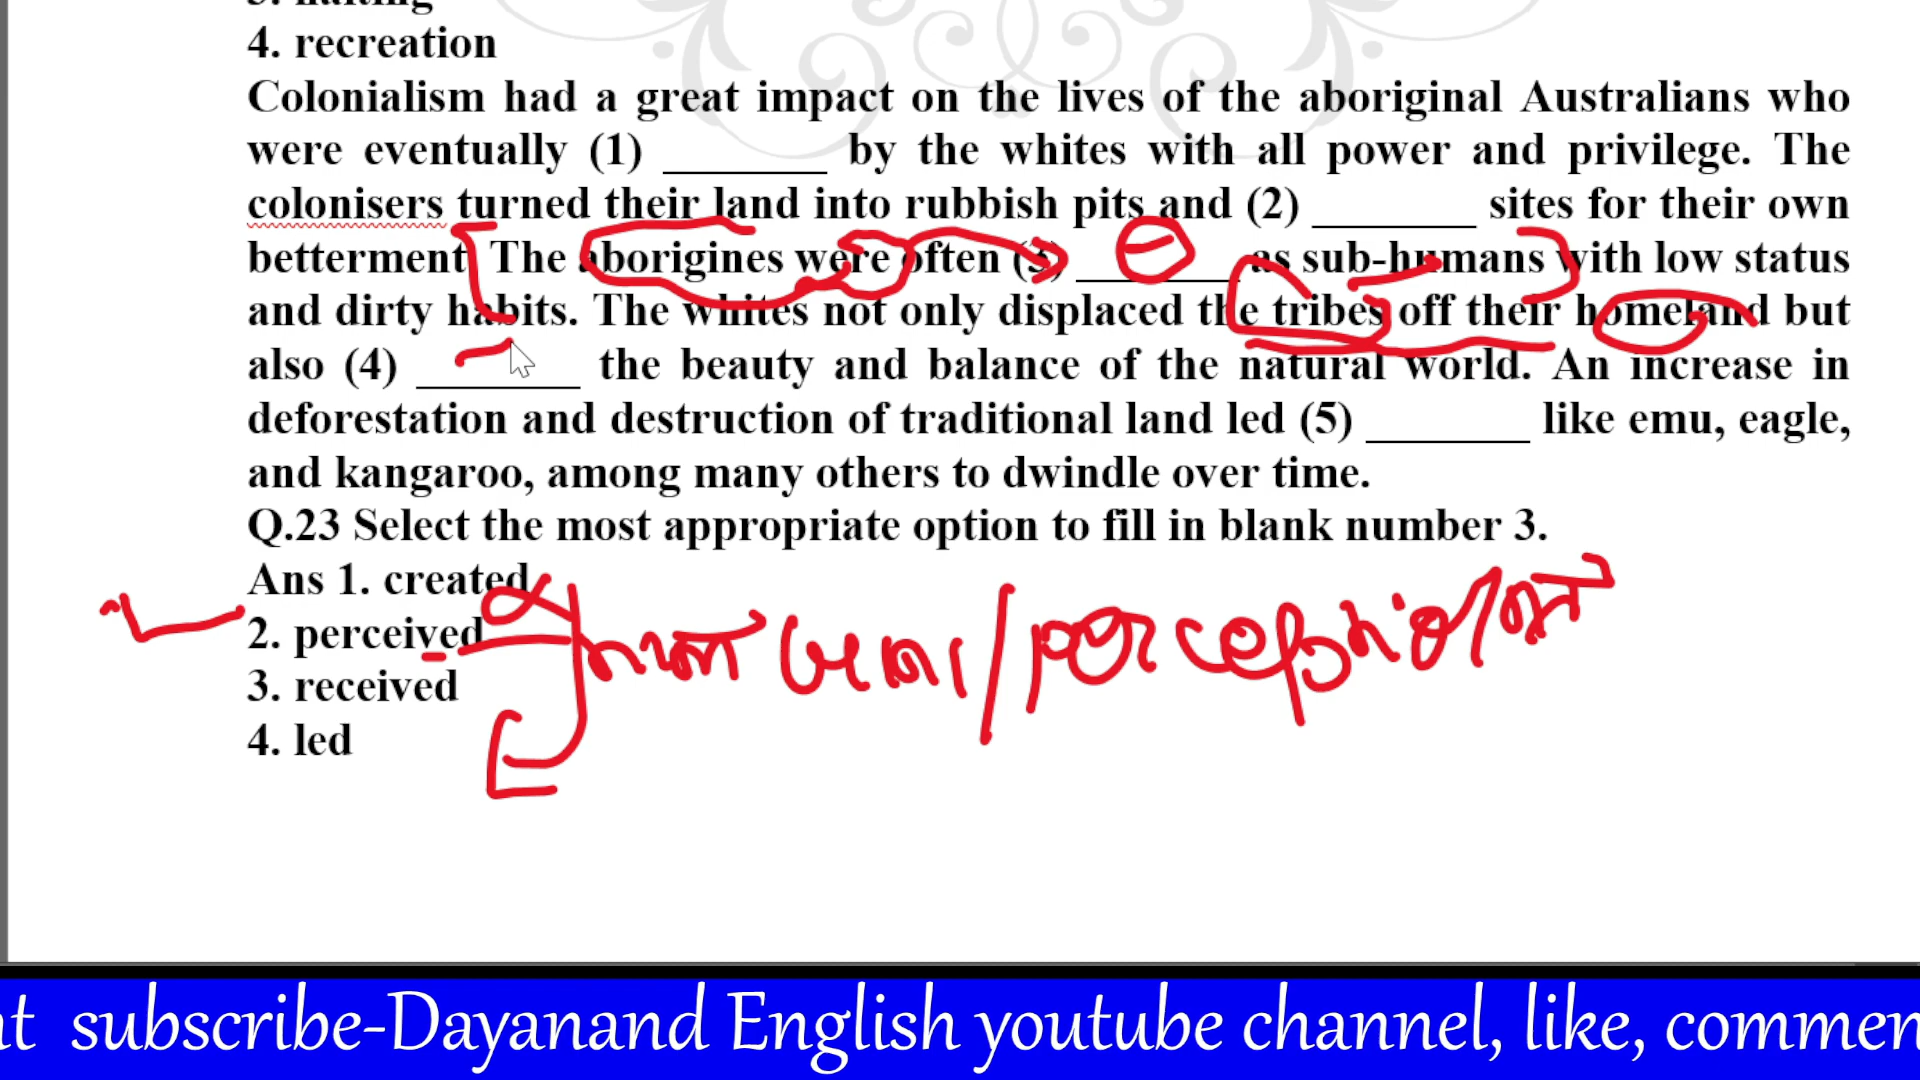 4. recreation
Colonialism had a great impact on the lives of the aboriginal Australians who
were eventually (1) ________ by the whites with all power and privilege. The
colonisers turned their land into rubbish pits and (2) ________ sites for their own
betterment. The aborigines were often (3) ________ as sub-humans with low status
and dirty habits. The whites not only displaced the tribes off their homeland but
also (4) ________ the beauty and balance of the natural world. An increase in
deforestation and destruction of traditional land led (5) ________ like emu, eagle,
and kangaroo, among many others to dwindle over time.
Q.23 Select the most appropriate option to fill in blank number 3.
Ans 1. created
2. perceived
/ perception /
3. received
4. led
subscribe-Dayanand English youtube channel, like,